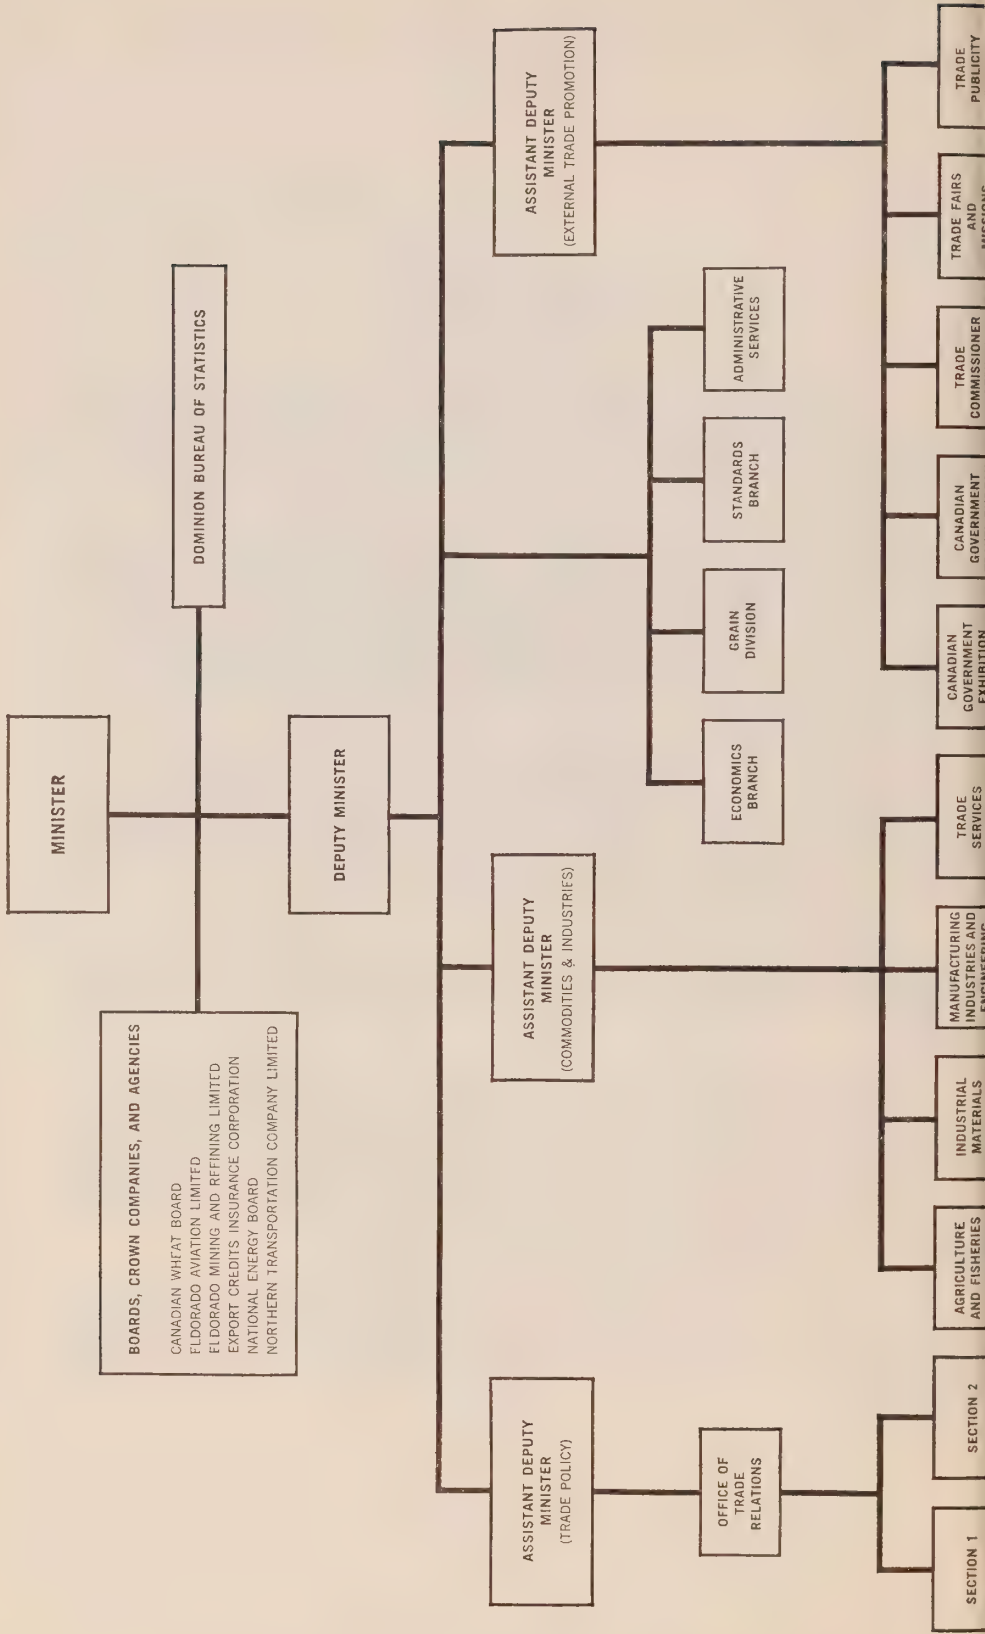 MINISTER
BOARDS, CROWN COMPANIES, AND AGENCIES
CANADIAN WHEAT BOARD
ELDORADO AVIATION LIMITED
ELDORADO MINING AND REFINING LIMITED
EXPORT CREDITS INSURANCE CORPORATION
NATIONAL ENERGY BOARD
NORTHERN TRANSPORTATION COMPANY LIMITED
DOMINION BUREAU OF STATISTICS
DEPUTY MINISTER
ASSISTANT DEPUTY
MINISTER
(TRADE POLICY)
ASSISTANT DEPUTY
MINISTER
(COMMODITIES & INDUSTRIES)
ASSISTANT DEPUTY
MINISTER
(EXTERNAL TRADE PROMOTION)
OFFICE OF
TRADE
RELATIONS
ECONOMICS
BRANCH
GRAIN
DIVISION
STANDARDS
BRANCH
ADMINISTRATIVE
SERVICES
SECTION 1
SECTION 2
AGRICULTURE
AND FISHERIES
INDUSTRIAL
MATERIALS
MANUFACTURING
INDUSTRIES AND
ENGINEERING
TRADE
SERVICES
CANADIAN
GOVERNMENT
EXHIBITION
CANADIAN
GOVERNMENT
TRADE
COMMISSIONER
TRADE FAIRS
AND
MISSIONS
TRADE
PUBLICITY